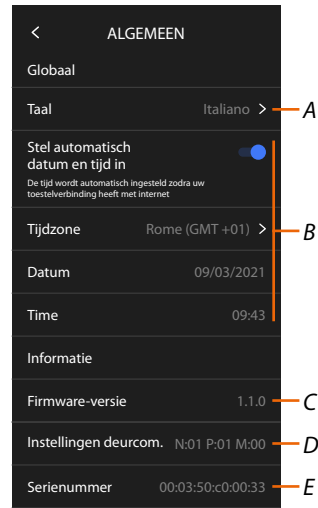 < ALGEMEEN
Globaal
Taal Italiano > A
Stel automatisch
datum en tijd in
De tijd wordt automatisch ingesteld zodra uw
toestelverbinding heeft met internet
B
Tijdzone Rome (GMT +01) >
Datum 09/03/2021
Time 09:43
Informatie
Firmware-versie 1.1.0 C
Instellingen deurcom. N:01 P:01 M:00 D
Serienummer 00:03:50:c0:00:33 E